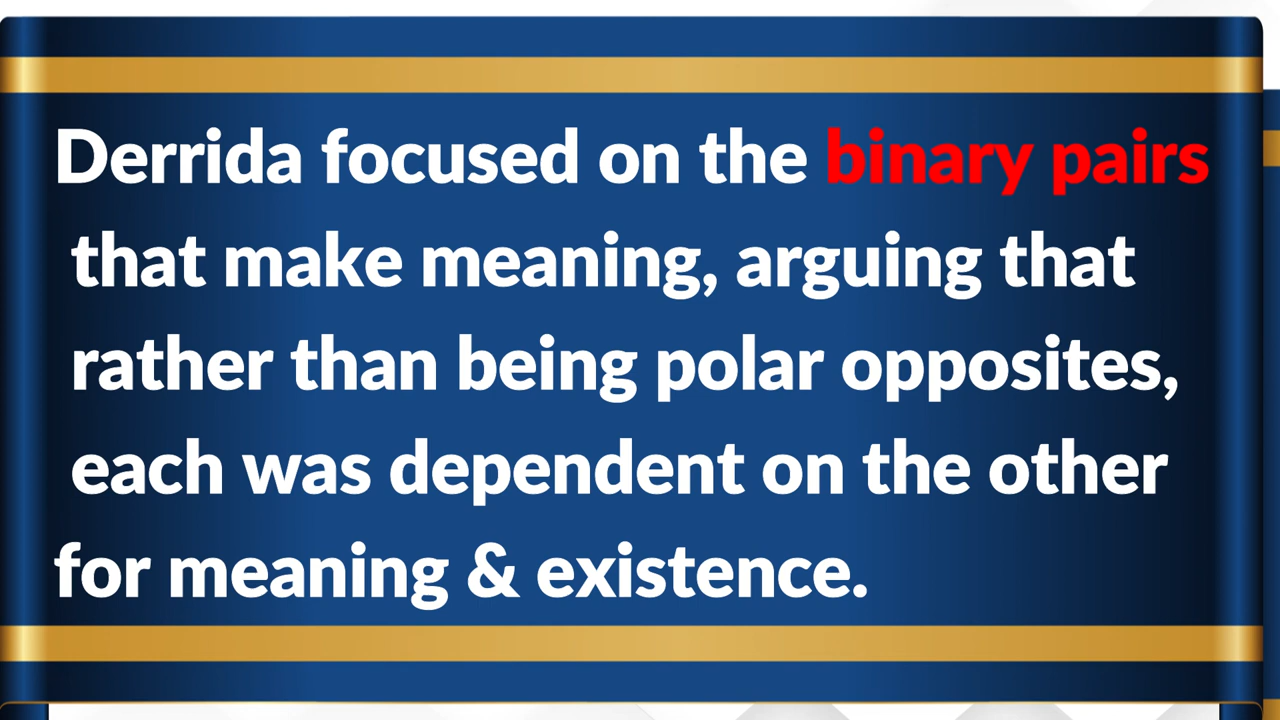 Derrida focused on the binary pairs
that make meaning, arguing that
rather than being polar opposites,
each was dependent on the other
for meaning & existence.